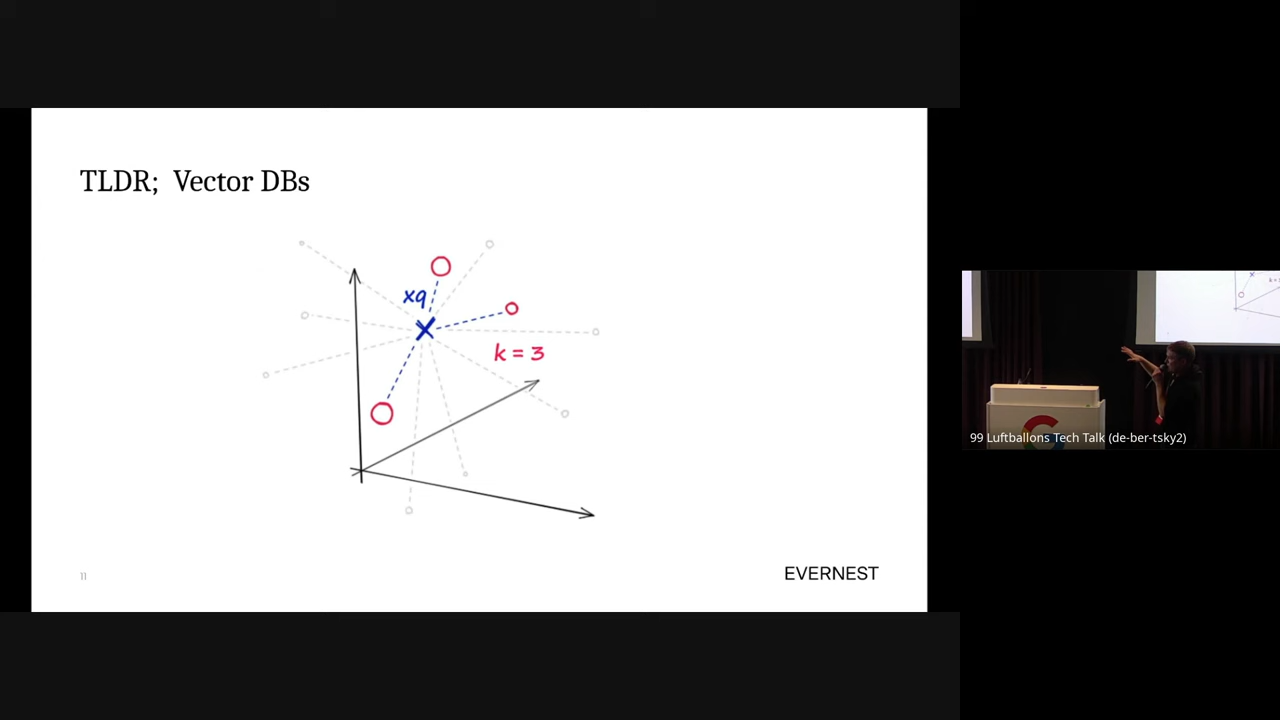 TLDR; Vector DBs
xq
k = 3
11
EVERNEST
99 Luftballons Tech Talk (de-ber-tsky2)